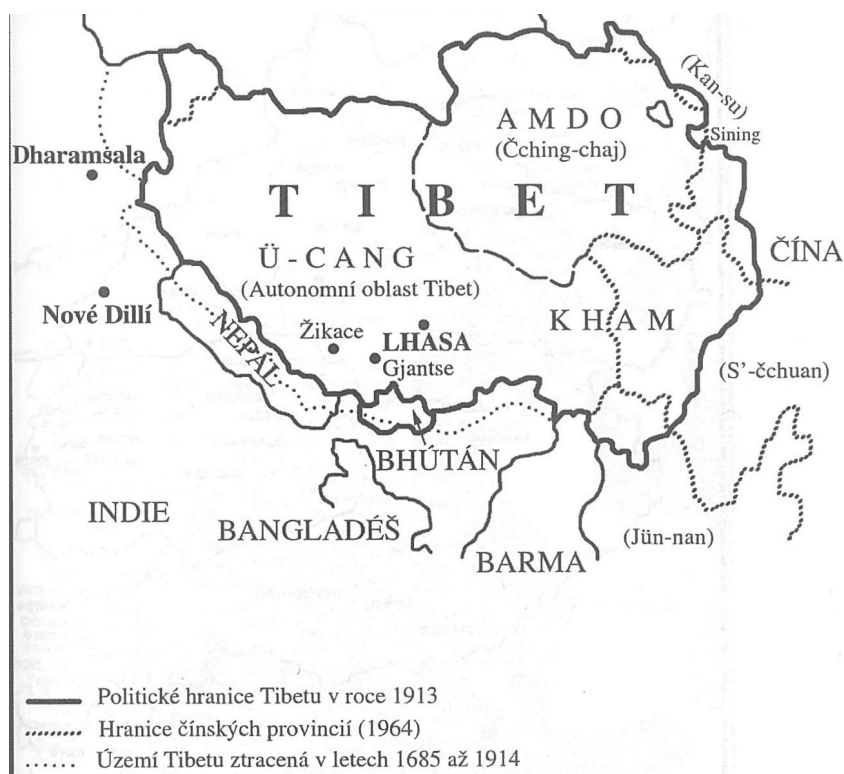 (Kan-su)
AMDO
(Čching-chaj)
Sining
Dharamsala
TIBET
Ü-CANG
(Autonomní oblast Tibet)
ČÍNA
Nové Dillí
NEPÁL
Žikace
LHASA
Gjantse
KHAM
(S’-čchuan)
BHÚTÁN
INDIE
BANGLADÉŠ
BARMA
(Jün-nan)
Politické hranice Tibetu v roce 1913
Hranice čínských provincií (1964)
Území Tibetu ztracená v letech 1685 až 1914